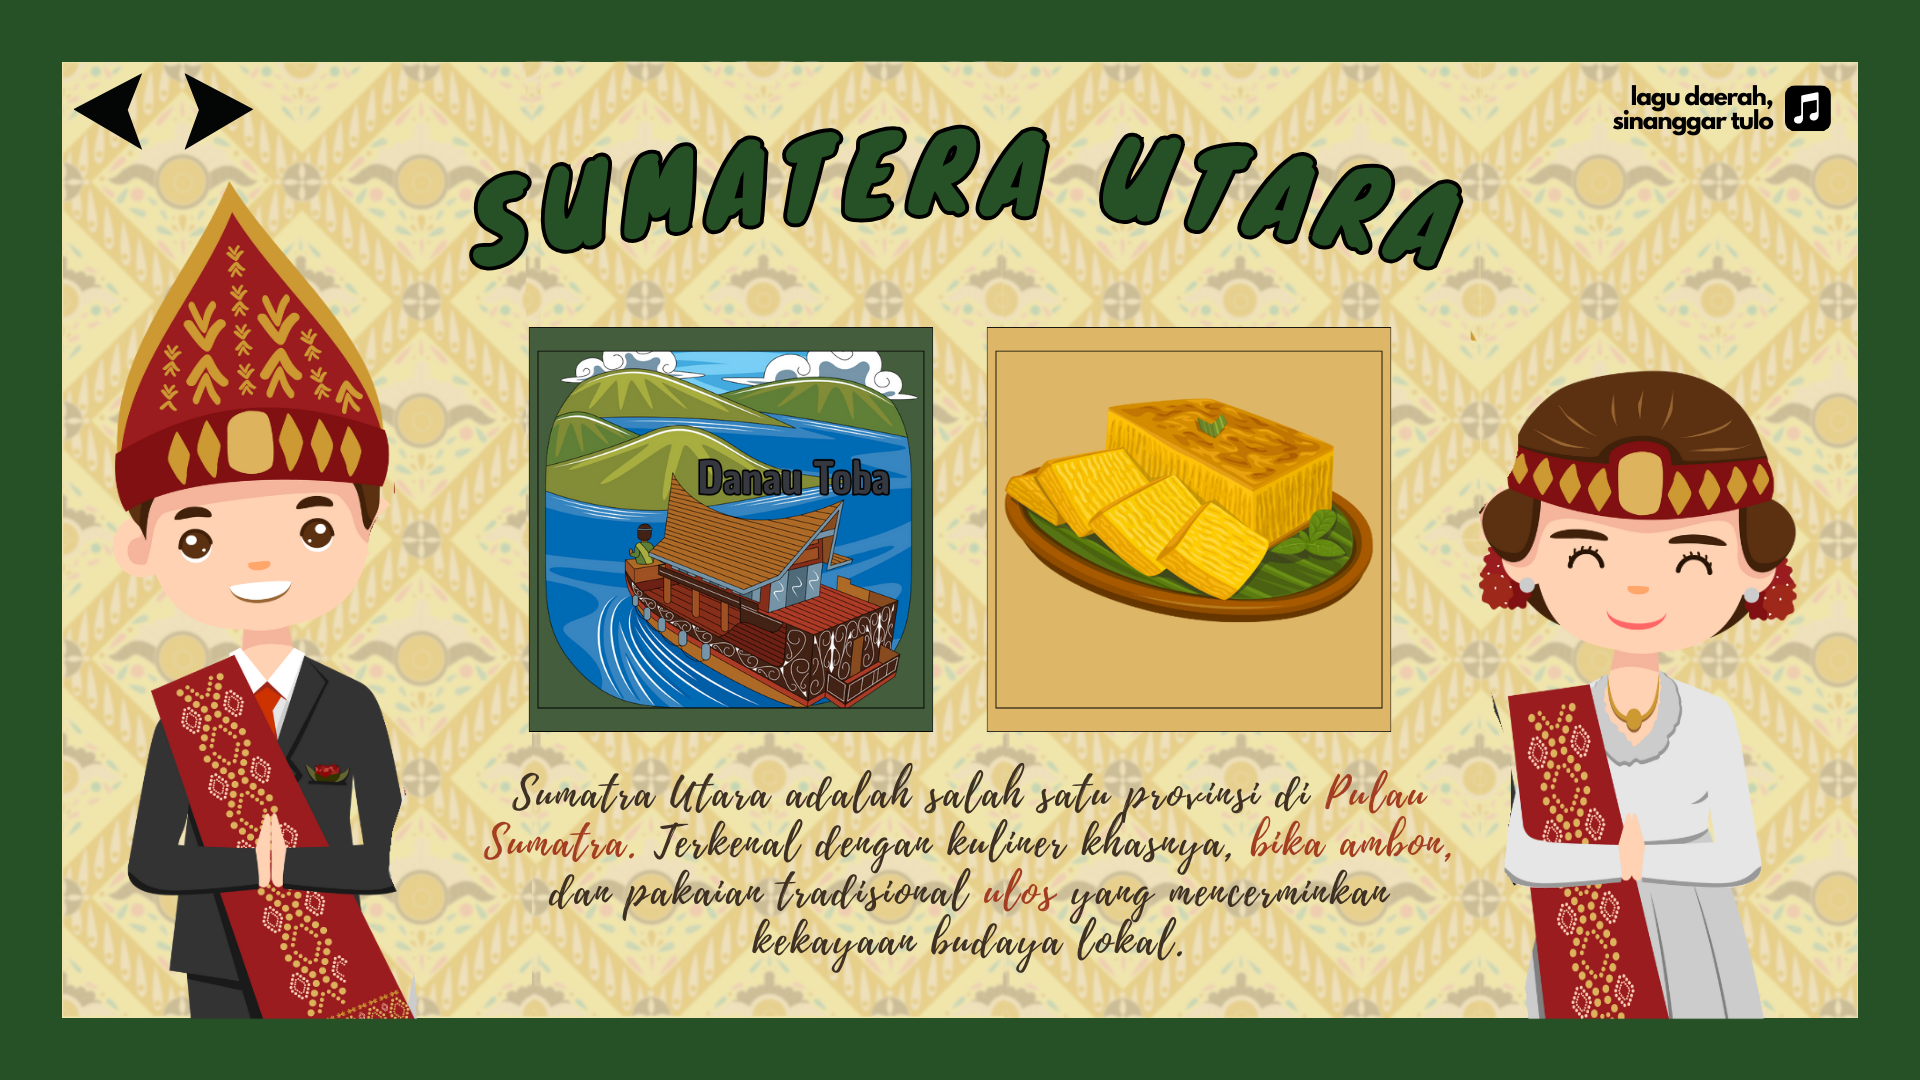 lagu daerah,
sinanggar tulo
SUMATERA UTARA
Danau Toba
Sumatra Utara adalah salah satu provinsi di Pulau
Sumatra. Terkenal dengan kuliner khasnya, bika ambon,
dan pakaian tradisional ulos yang mencerminkan
kekayaan budaya lokal.